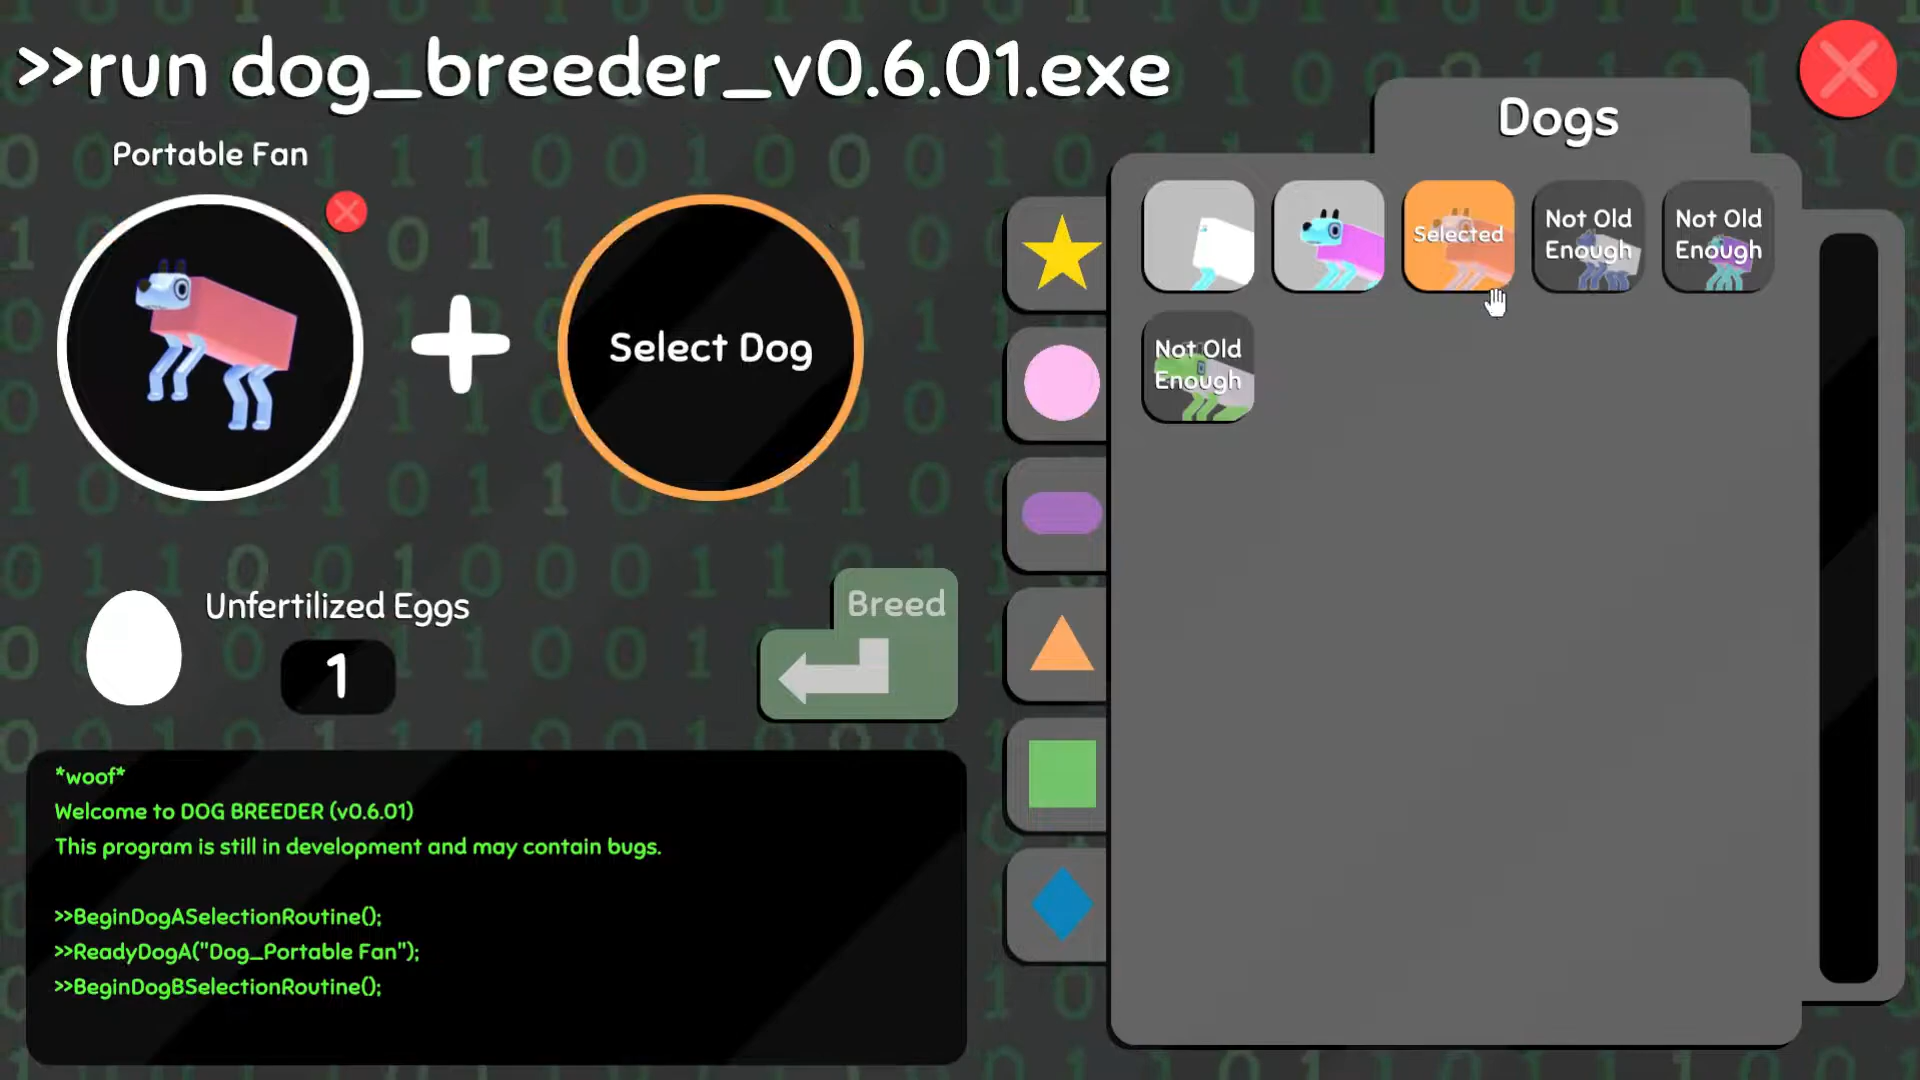 >>run dog_breeder_v0.6.01.exe
Dogs
Portable Fan
Select Dog
Selected
Not Old
Enough
Not Old
Enough
Not Old
Enough
Unfertilized Eggs
1
Breed
*woof*
Welcome to DOG BREEDER (v0.6.01)
This program is still in development and may contain bugs.
>>BeginDogASelectionRoutine();
>>ReadyDogA("Dog_Portable Fan");
>>BeginDogBSelectionRoutine();